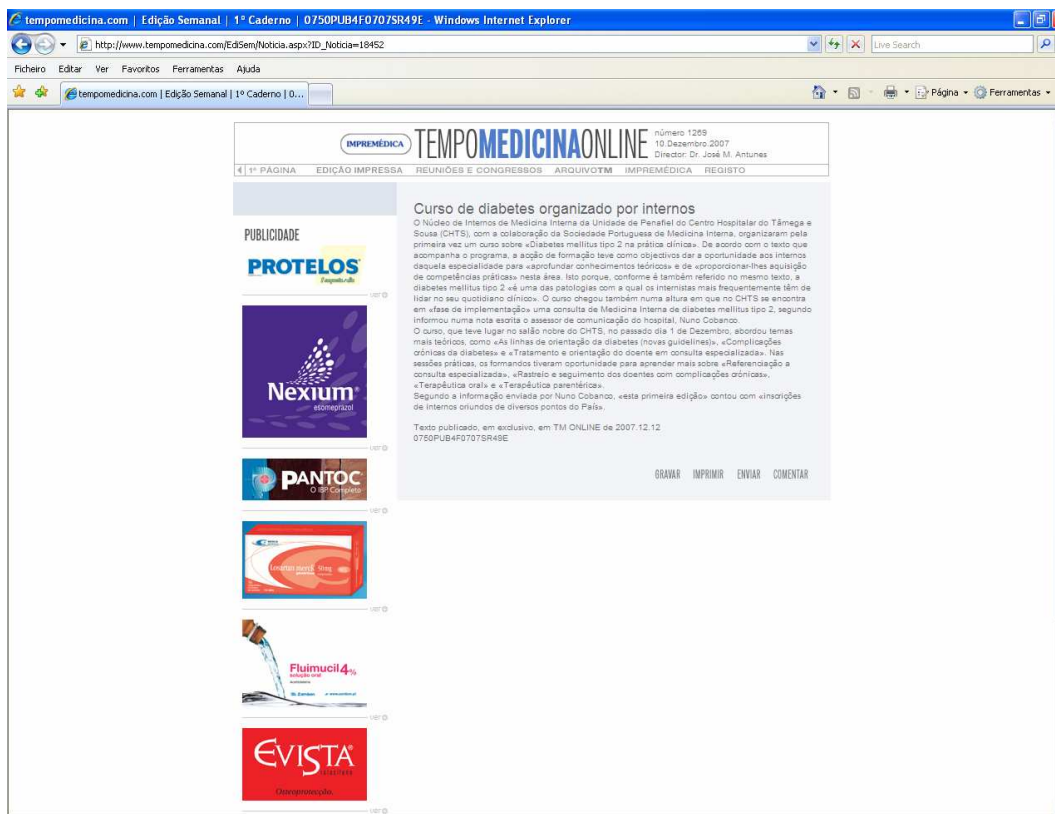 tempomedicina.com | Edição Semanal | 1º Caderno | 0750PUB4F0707SR49E - Windows Internet Explorer
http://www.tempomedicina.com/EdiSem/Noticia.aspx?ID_Noticia=18452
Live Search
Ficheiro Editar Ver Favoritos Ferramentas Ajuda
tempomedicina.com | Edição Semanal | 1º Caderno | 0...
Página Ferramentas
IMPREMÉDICA
TEMPOMEDICINAONLINE
número 1269
10.Dezembro.2007
Director: Dr. José M. Antunes
1ª PÁGINA EDIÇÃO IMPRESSA REUNIÕES E CONGRESSOS ARQUIVOTM IMPREMÉDICA REGISTO
Curso de diabetes organizado por internos
O Núcleo de Internos de Medicina Interna da Unidade de Penafiel do Centro Hospitalar do Tâmega e
Sousa (CHTS), com a colaboração da Sociedade Portuguesa de Medicina Interna, organizaram pela
primeira vez um curso sobre «Diabetes mellitus tipo 2 na prática clínica». De acordo com o texto que
acompanha o programa, a acção de formação teve como objectivos dar a oportunidade aos internos
daquela especialidade para «aprofundar conhecimentos teóricos» e de «proporcionar-lhes aquisição
de competências práticas» nesta área. Isto porque, conforme é também referido no mesmo texto, a
diabetes mellitus tipo 2 «é uma das patologias com a qual os internistas mais frequentemente têm de
lidar no seu quotidiano clínico». O curso chegou também numa altura em que no CHTS se encontra
em «fase de implementação» uma consulta de Medicina Interna de diabetes mellitus tipo 2, segundo
informou numa nota escrita o assessor de comunicação do hospital, Nuno Cobanco.
O curso, que teve lugar no salão nobre do CHTS, no passado dia 1 de Dezembro, abordou temas
mais teóricos, como «As linhas de orientação da diabetes (novas guidelines)», «Complicações
crónicas da diabetes» e «Tratamento e orientação do doente em consulta especializada». Nas
sessões práticas, os formandos tiveram oportunidade para aprender mais sobre «Referenciação a
consulta especializada», «Rastreio e seguimento dos doentes com complicações crónicas»,
«Terapêutica oral» e «Terapêutica parentérica».
Segundo a informação enviada por Nuno Cobanco, «esta primeira edição» contou com «inscrições
de internos oriundos de diversos pontos do País».
Texto publicado, em exclusivo, em TM ONLINE de 2007.12.12
0750PUB4F0707SR49E
GRAVAR IMPRIMIR ENVIAR COMENTAR
PUBLICIDADE
PROTELOS
ver
Nexium
esomeprazol
ver
PANTOC
O IBP Completo
ver
Losartan merck 50mg
ver
Fluimucil 4%
solução oral
ver
EVISTA
Osteoprotecção.
ver